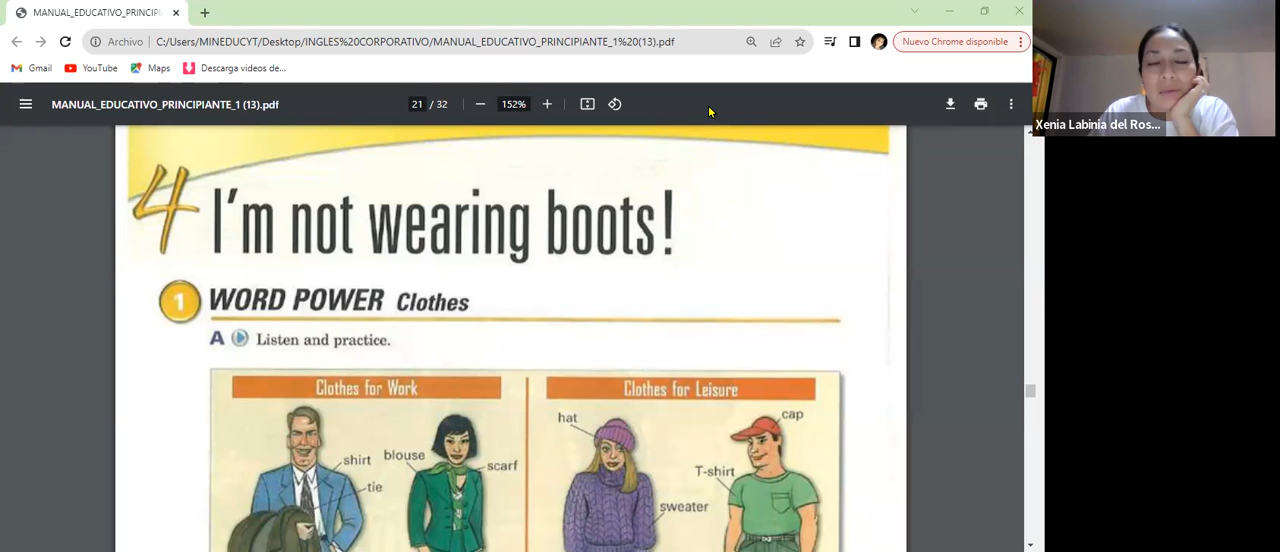 MANUAL_EDUCATIVO_PRINCIPI
Archivo
C:/Users/MINEDUCYT/Desktop/INGLES%20CORPORATIVO/MANUAL_EDUCATIVO_PRINCIPIANTE_1%20(13).pdf
Nuevo Chrome disponible
Gmail
YouTube
Maps
Descarga videos de...
MANUAL_EDUCATIVO_PRINCIPIANTE_1 (13).pdf
21 / 32
152%
Xenia Labinia del Ros...
4 I'm not wearing boots!
1 WORD POWER Clothes
A Listen and practice.
Clothes for Work
Clothes for Leisure
shirt
blouse
scarf
tie
hat
cap
T-shirt
sweater